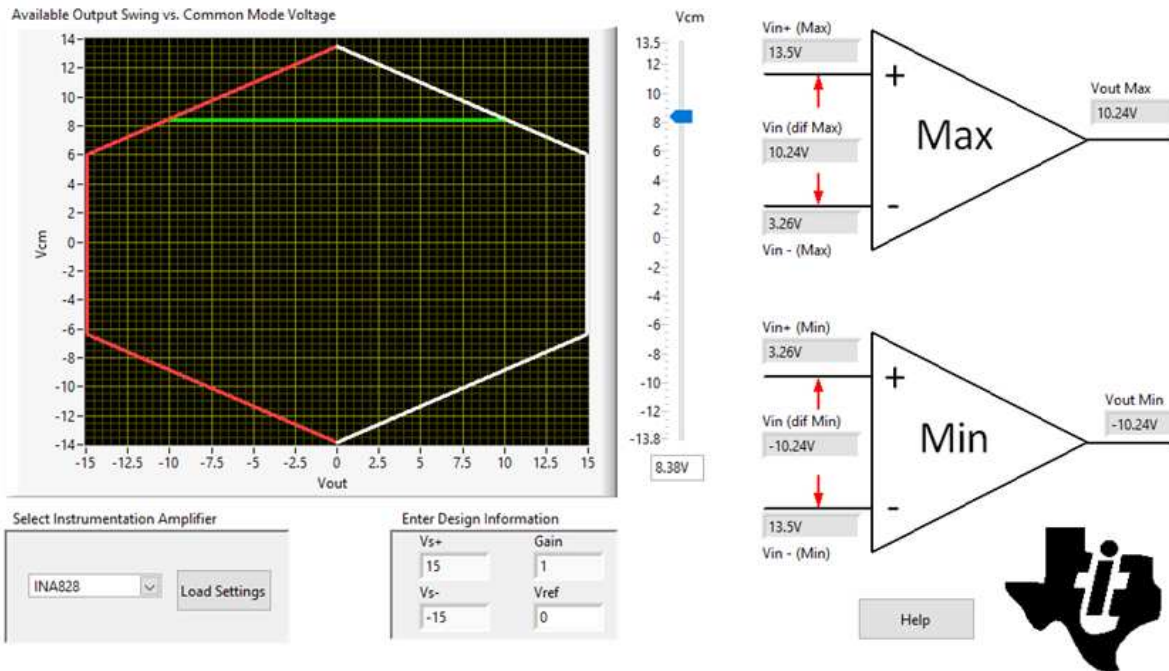 Available Output Swing vs. Common Mode Voltage
14
12
10
8
6
4
2
0
-2
-4
-6
-8
-10
-12
-14
Vcm
-15 -12.5 -10 -7.5 -5 -2.5 0 2.5 5 7.5 10 12.5 15
Vout
Vcm
13.5
12
10
8
6
4
2
0
-2
-4
-6
-8
-10
-12
-13.8
8.38V
Vin+ (Max)
13.5V
Vin (dif Max)
10.24V
3.26V
Vin - (Max)
+
-
Max
Vout Max
10.24V
Vin+ (Min)
3.26V
Vin (dif Min)
-10.24V
13.5V
Vin - (Min)
+
-
Min
Vout Min
-10.24V
Select Instrumentation Amplifier
INA828
Load Settings
Enter Design Information
Vs+ Gain
15 1
Vs- Vref
-15 0
Help
ti